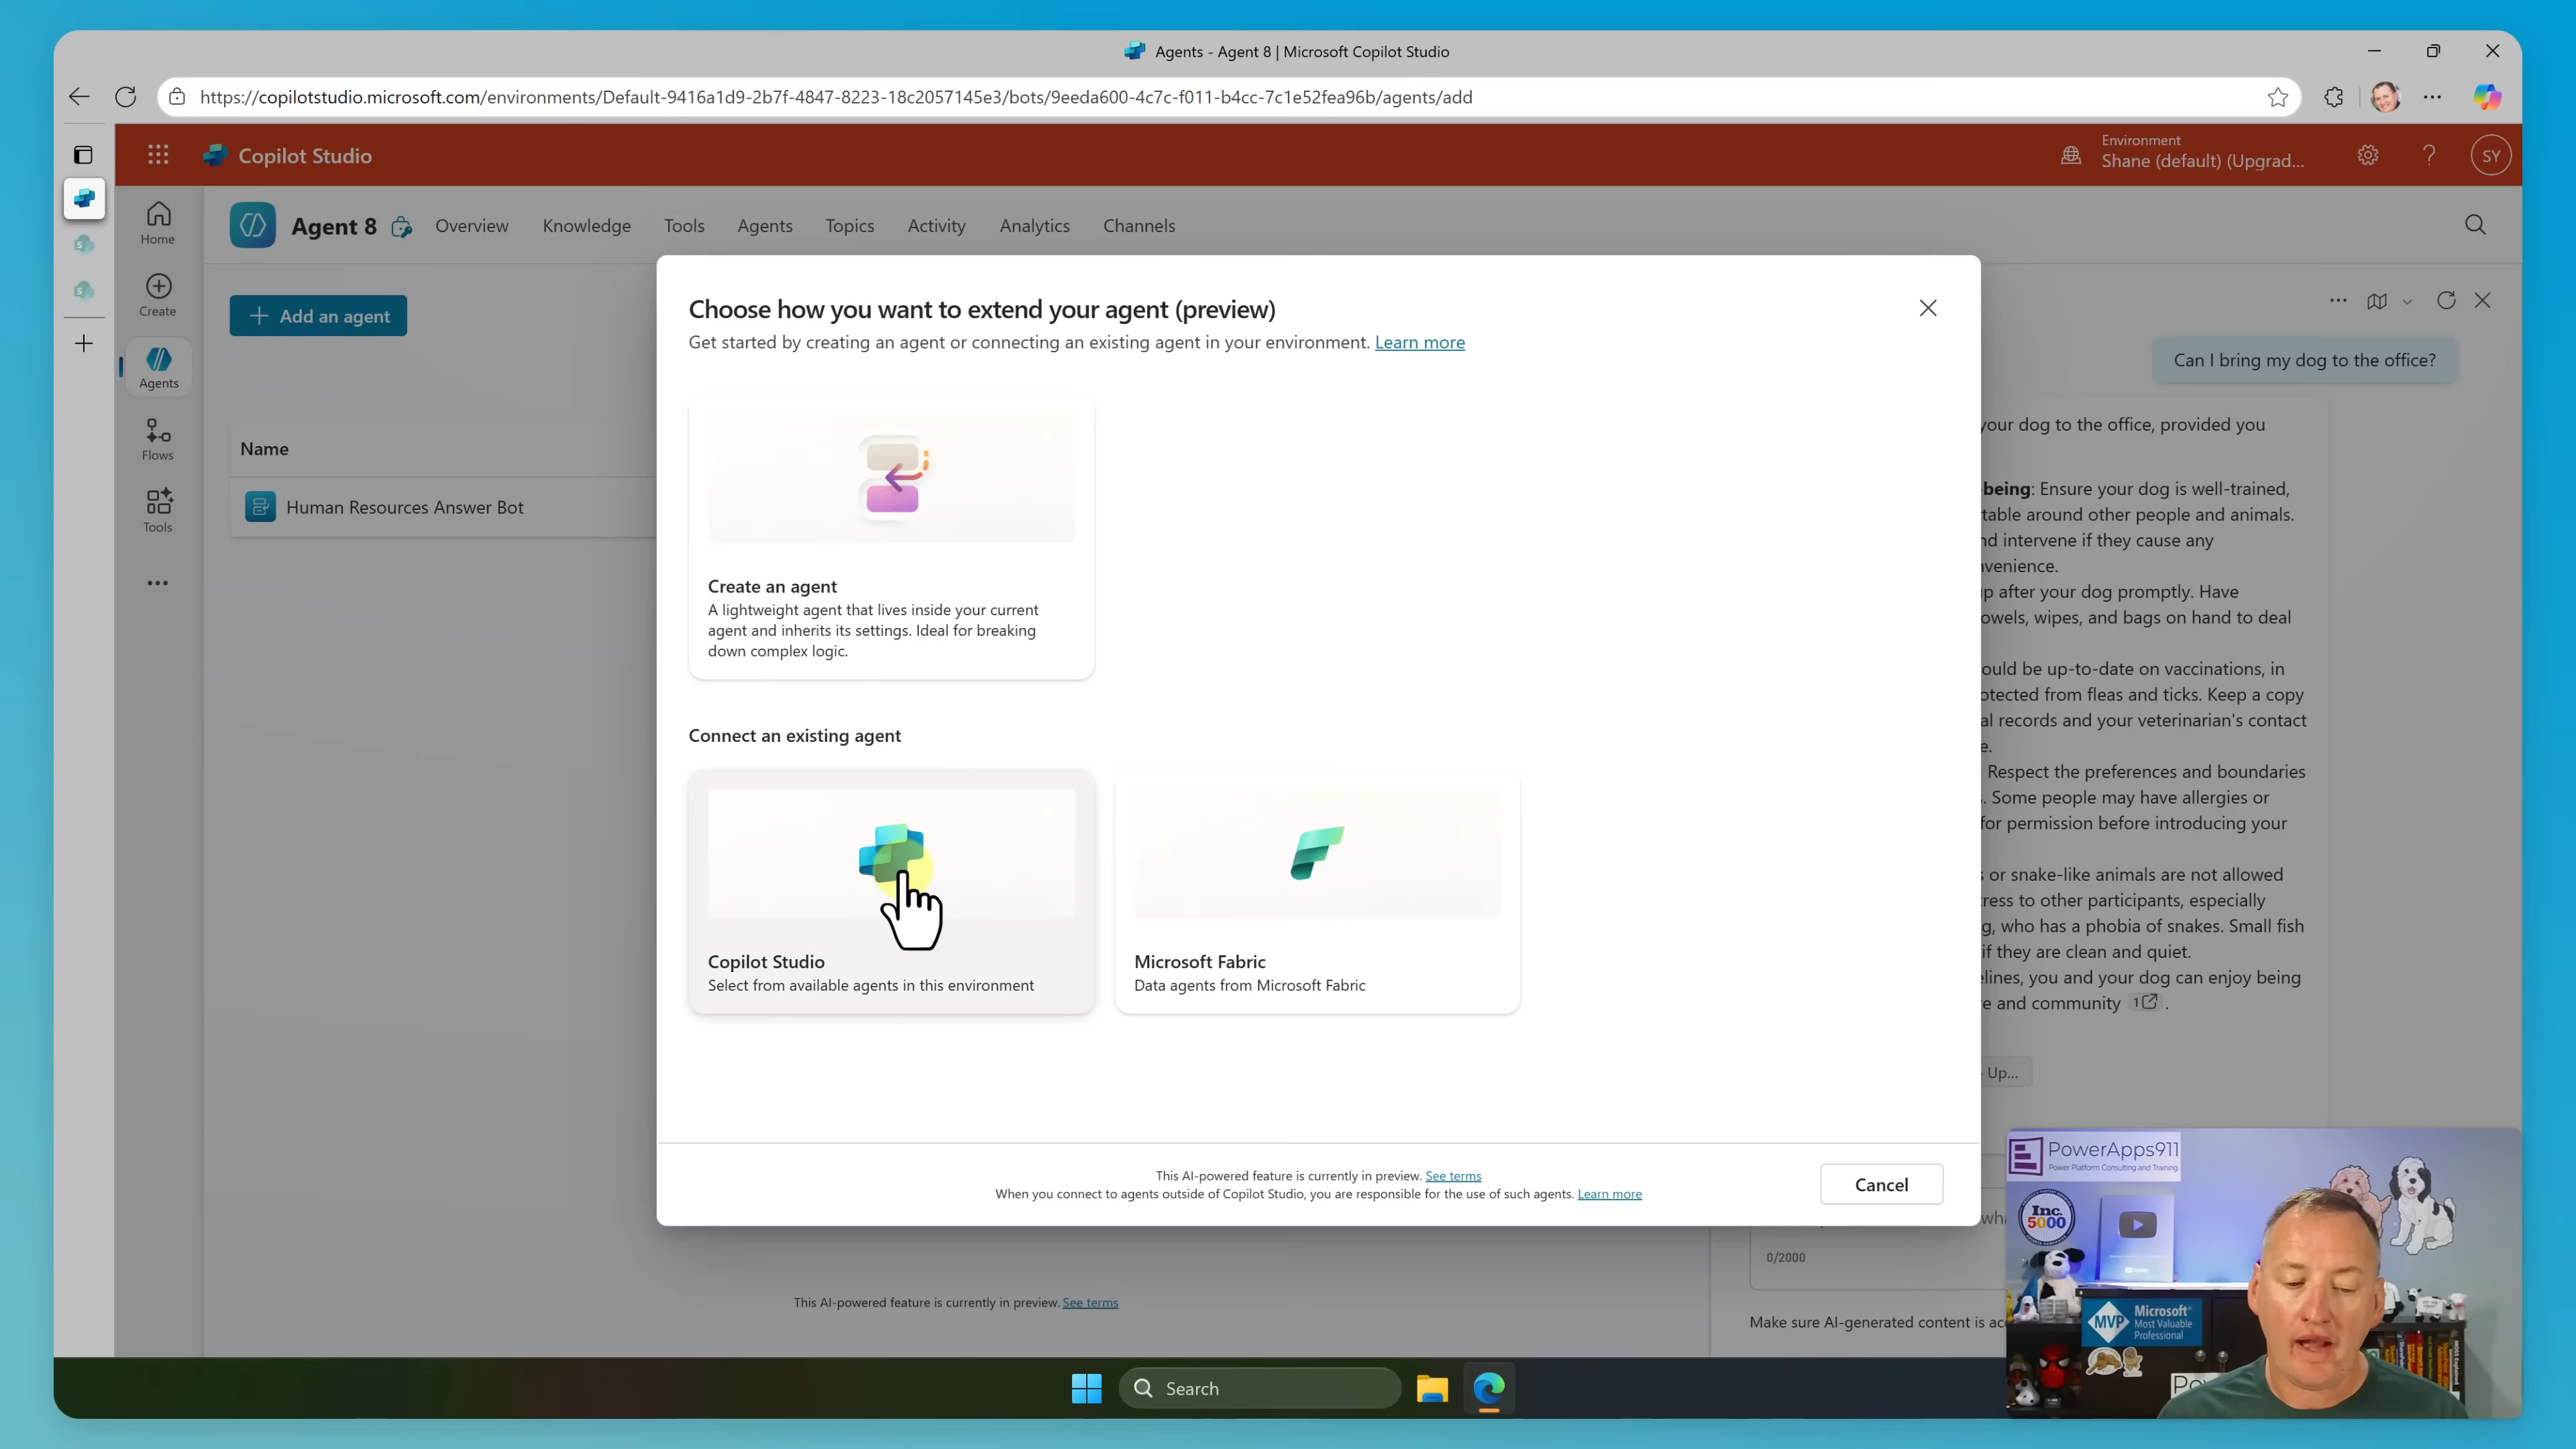 Agents - Agent 8 | Microsoft Copilot Studio
https://copilotstudio.microsoft.com/environments/Default-9416a1d9-2b7f-4847-8223-18c2057145e3/bots/9eeda600-4c7c-f011-b4cc-7c1e52fea96b/agents/add
Copilot Studio
Environment
Shane (default) (Upgrad...
SY
Home
Create
Agents
Flows
Tools
Agent 8
Overview
Knowledge
Tools
Agents
Topics
Activity
Analytics
Channels
Add an agent
Name
Human Resources Answer Bot
Choose how you want to extend your agent (preview)
Get started by creating an agent or connecting an existing agent in your environment. Learn more
Create an agent
A lightweight agent that lives inside your current
agent and inherits its settings. Ideal for breaking
down complex logic.
Connect an existing agent
Copilot Studio
Select from available agents in this environment
Microsoft Fabric
Data agents from Microsoft Fabric
This AI-powered feature is currently in preview. See terms
When you connect to agents outside of Copilot Studio, you are responsible for the use of such agents. Learn more
Cancel
Can I bring my dog to the office?
your dog to the office, provided you
being: Ensure your dog is well-trained,
table around other people and animals.
nd intervene if they cause any
nvenience.
p after your dog promptly. Have
owels, wipes, and bags on hand to deal
ould be up-to-date on vaccinations, in
otected from fleas and ticks. Keep a copy
al records and your veterinarian's contact
e.
: Respect the preferences and boundaries
. Some people may have allergies or
for permission before introducing your
s or snake-like animals are not allowed
ress to other participants, especially
g, who has a phobia of snakes. Small fish
if they are clean and quiet.
elines, you and your dog can enjoy being
e and community 1 .
Up...
0/2000
Make sure AI-generated content is ac
This AI-powered feature is currently in preview. See terms
Search
PowerApps911
Power Platform Consulting and Training
Inc.
5000
MVP
Microsoft
Most Valuable
Professional